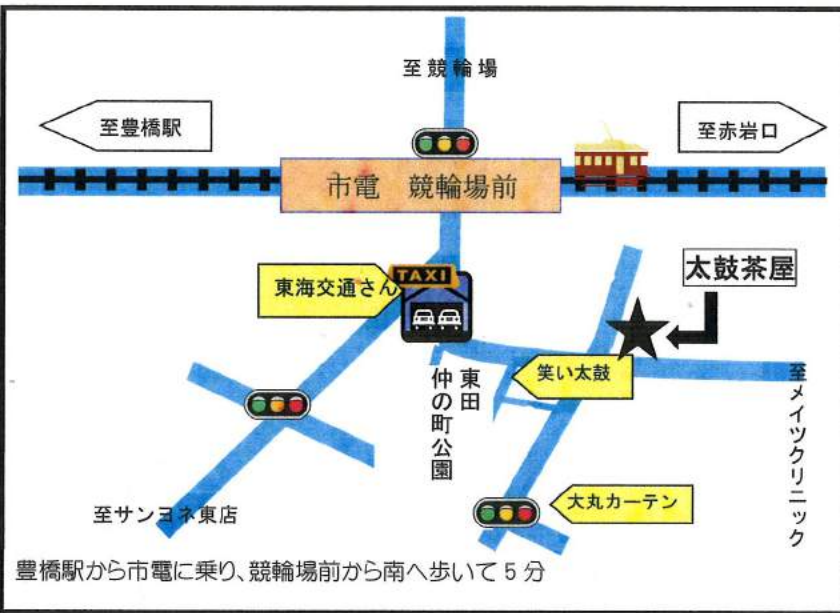 至競輪場
至豊橋駅
至赤岩口
市電　競輪場前
TAXI
東海交通さん
太鼓茶屋
笑い太鼓
東田
仲の町公園
至メイツクリニック
大丸カーテン
至サンヨネ東店
豊橋駅から市電に乗り、競輪場前から南へ歩いて5分